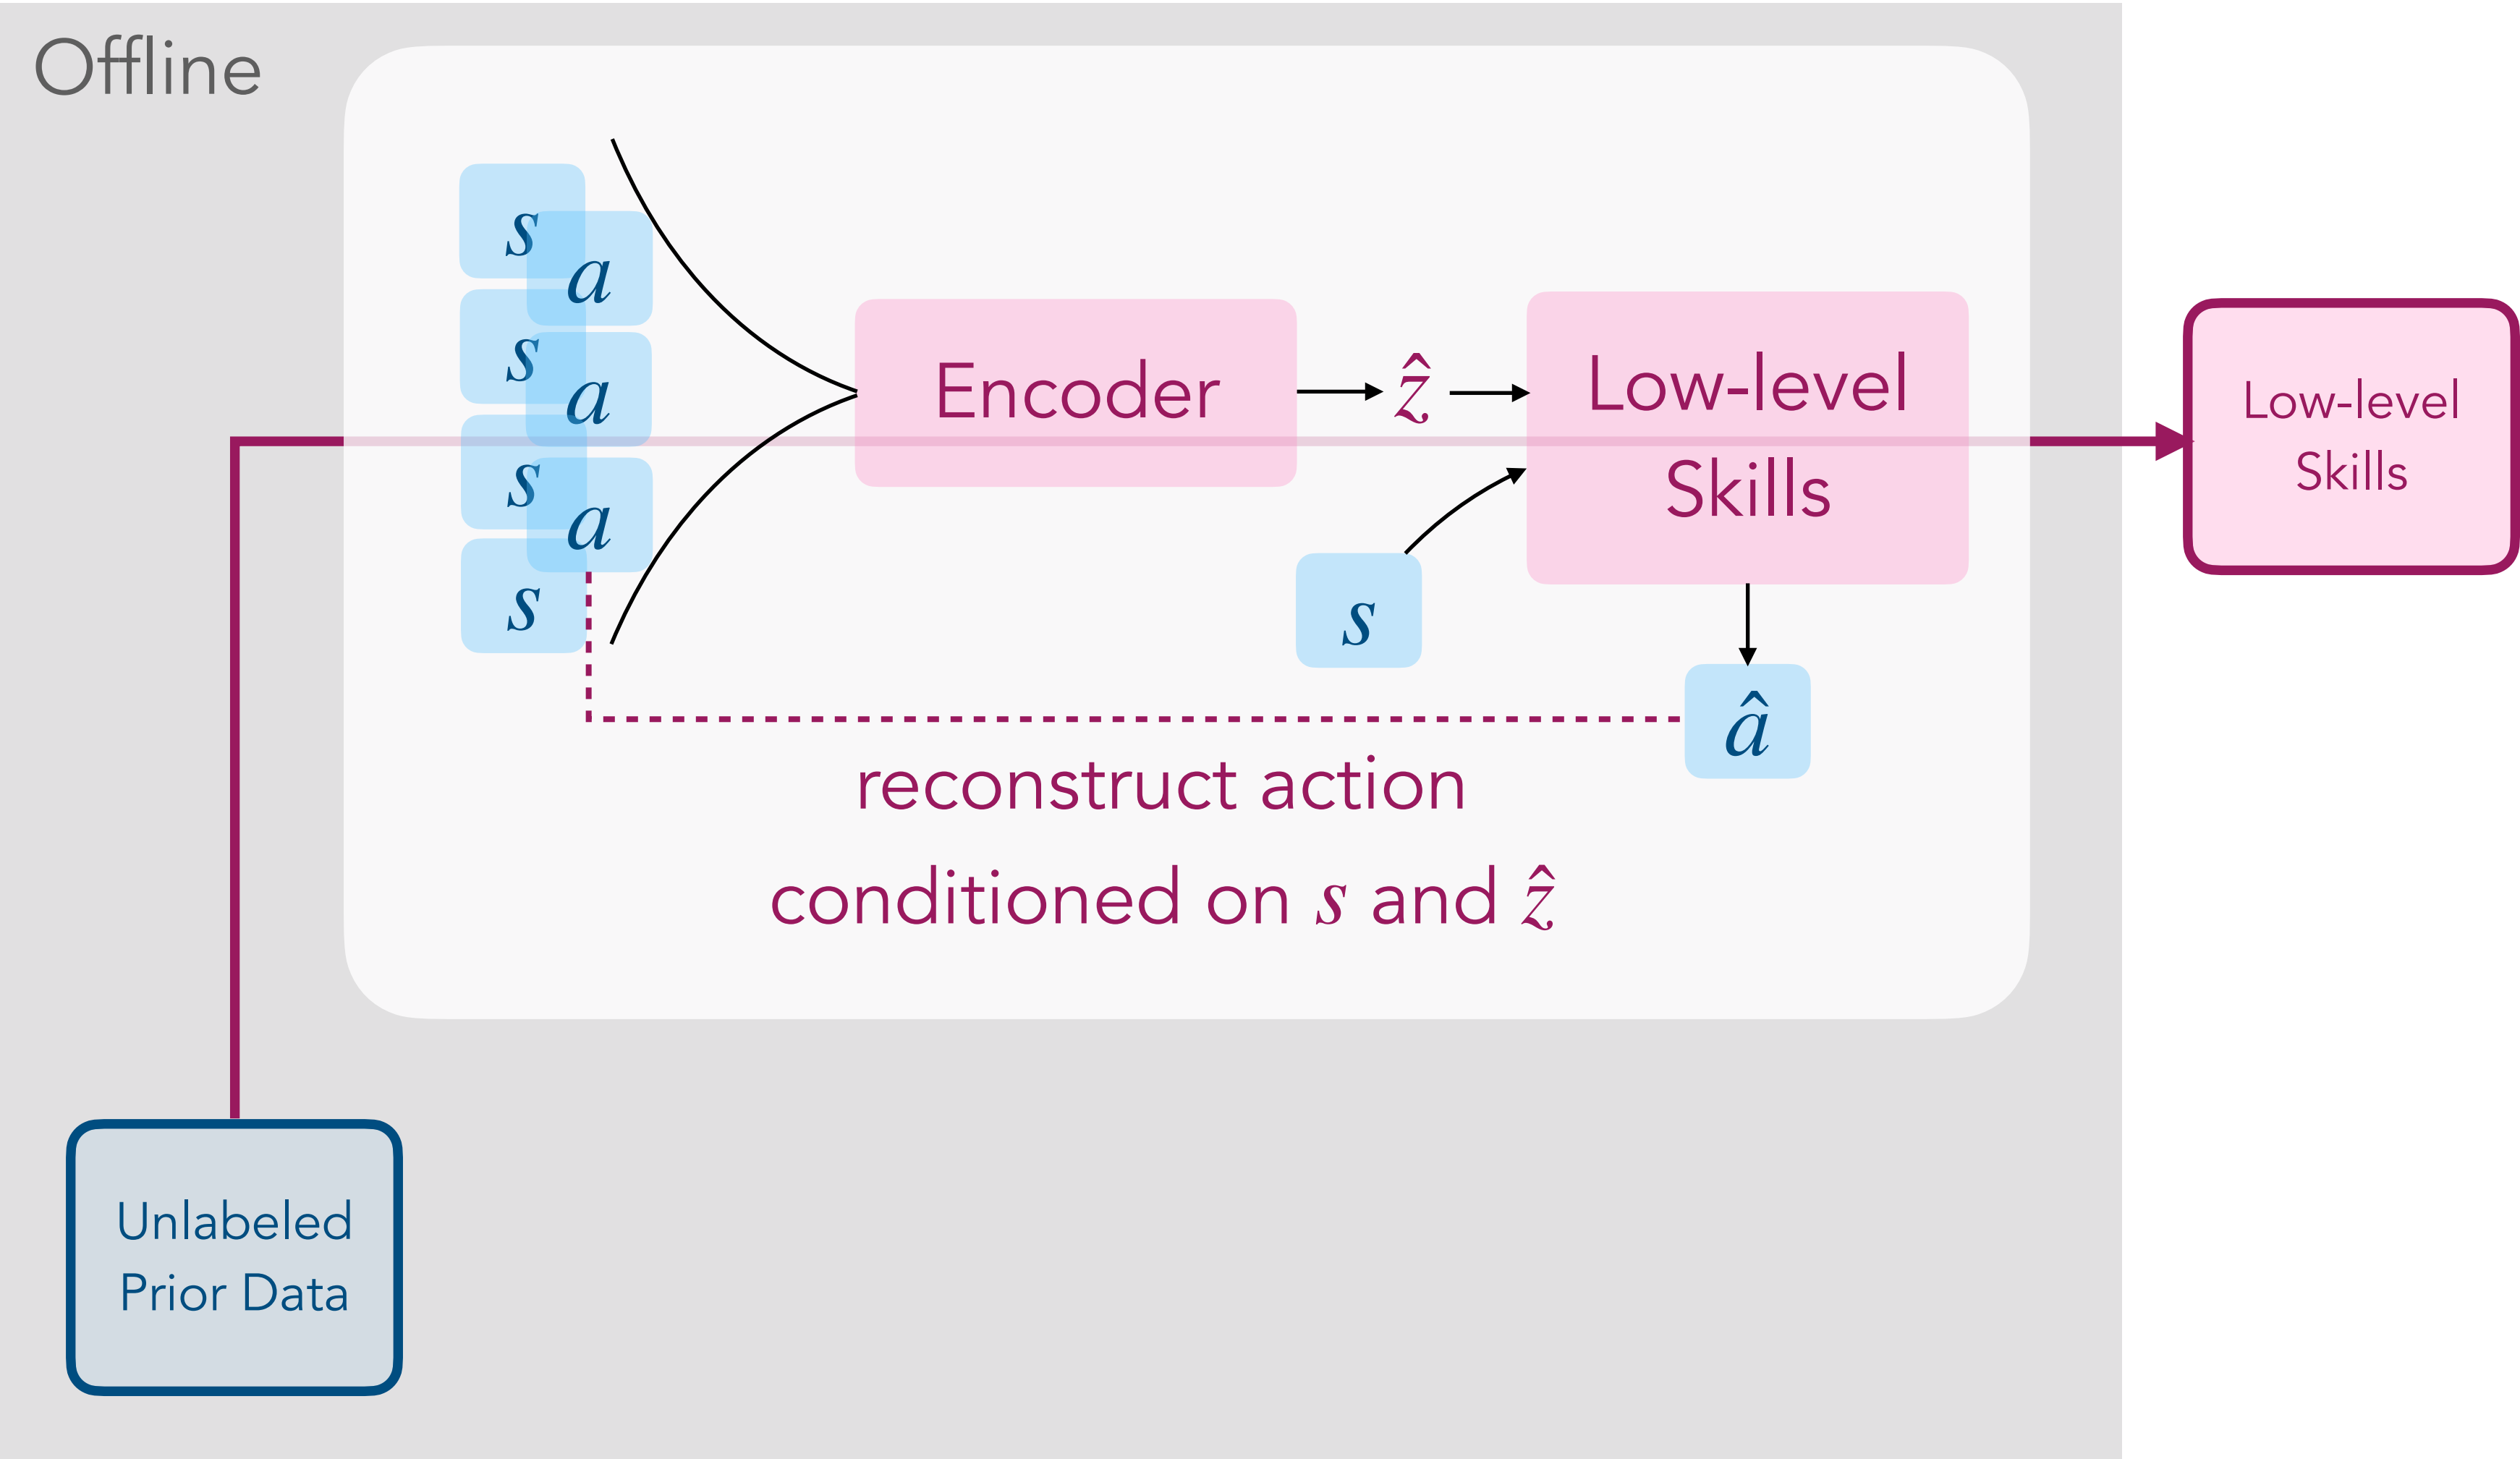 Offline
s
a
s
a
s
a
s
Encoder
ẑ
Low-level
Skills
s
â
reconstruct action
conditioned on s and ẑ
Low-level
Skills
Unlabeled
Prior Data